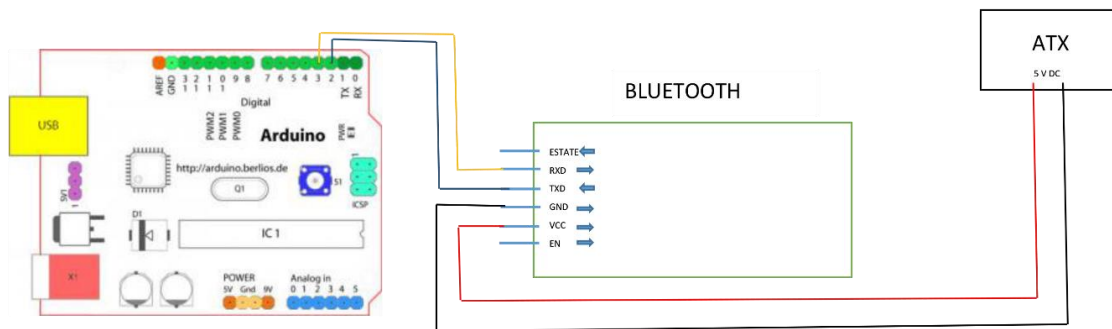 ATX
5 V DC
BLUETOOTH
ESTATE
RXD
TXD
GND
VCC
EN
AREF
GND
13
12
11
10
9
8
7
6
5
4
3
2
1
0
TX
RX
Digital
USB
PWM2
PWM1
PWM0
Arduino
PWR
http://arduino.berlios.de
SV1
1
Q1
S1
1
ICSP
D1
IC 1
X1
POWER
5V Gnd 9V
Analog in
0 1 2 3 4 5